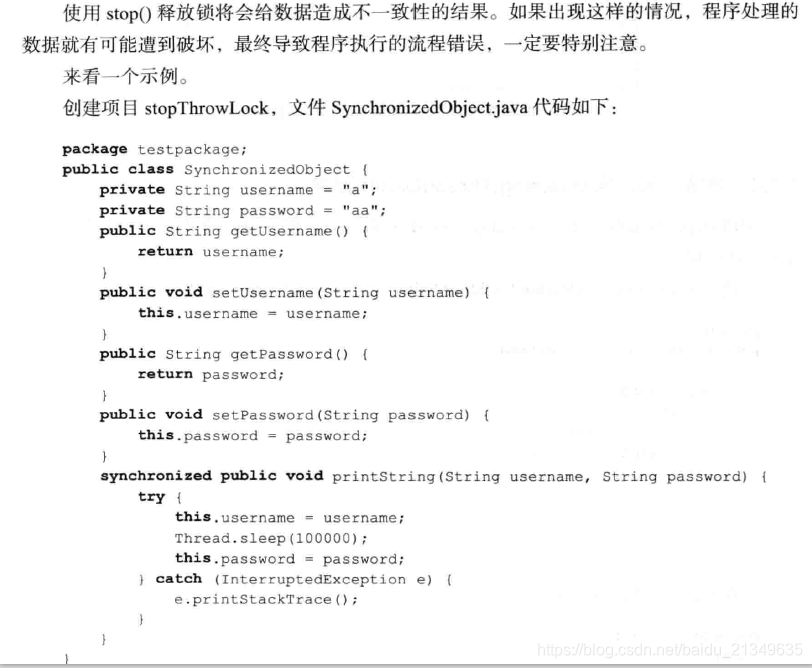 使用 stop() 释放锁将会给数据造成不一致性的结果。如果出现这样的情况，程序处理的
数据就有可能遭到破坏，最终导致程序执行的流程错误，一定要特别注意。
来看一个示例。
创建项目 stopThrowLock，文件 SynchronizedObject.java 代码如下：
package testpackage;
public class SynchronizedObject {
    private String username = "a";
    private String password = "aa";
    public String getUsername() {
        return username;
    }
    public void setUsername(String username) {
        this.username = username;
    }
    public String getPassword() {
        return password;
    }
    public void setPassword(String password) {
        this.password = password;
    }
    synchronized public void printString(String username, String password) {
        try {
            this.username = username;
            Thread.sleep(100000);
            this.password = password;
        } catch (InterruptedException e) {
            e.printStackTrace();
        }
    }
}
https://blog.csdn.net/baidu_21349635